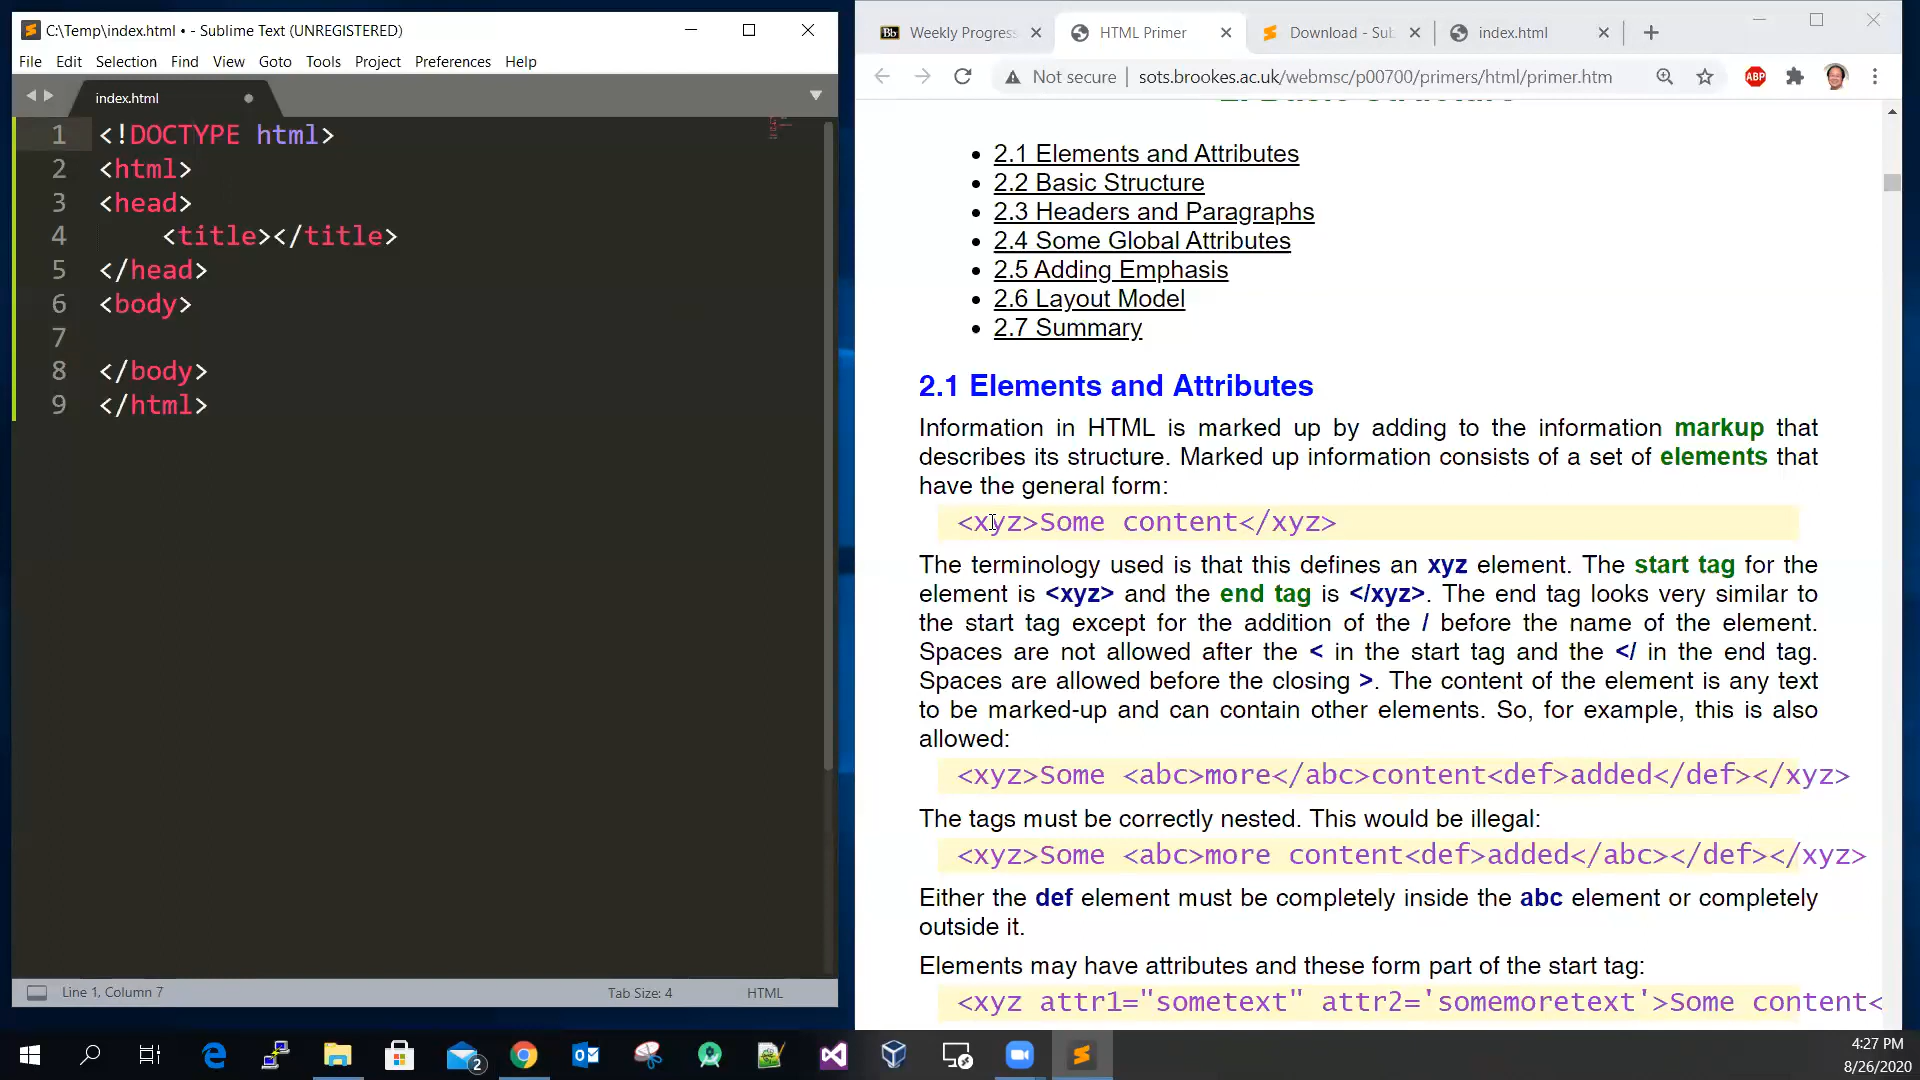 C:\Temp\index.html • - Sublime Text (UNREGISTERED)
File Edit Selection Find View Goto Tools Project Preferences Help
index.html
1 <!DOCTYPE html>
2 <html>
3 <head>
4 <title></title>
5 </head>
6 <body>
7
8 </body>
9 </html>
Line 1, Column 7 Tab Size: 4 HTML
Bb Weekly Progres HTML Primer Download - Sub index.html
Not secure | sots.brookes.ac.uk/webmsc/p00700/primers/html/primer.htm
ABP
• 2.1 Elements and Attributes
• 2.2 Basic Structure
• 2.3 Headers and Paragraphs
• 2.4 Some Global Attributes
• 2.5 Adding Emphasis
• 2.6 Layout Model
• 2.7 Summary
2.1 Elements and Attributes
Information in HTML is marked up by adding to the information markup that
describes its structure. Marked up information consists of a set of elements that
have the general form:
<xyz>Some content</xyz>
The terminology used is that this defines an xyz element. The start tag for the
element is <xyz> and the end tag is </xyz>. The end tag looks very similar to
the start tag except for the addition of the / before the name of the element.
Spaces are not allowed after the < in the start tag and the </ in the end tag.
Spaces are allowed before the closing >. The content of the element is any text
to be marked-up and can contain other elements. So, for example, this is also
allowed:
<xyz>Some <abc>more</abc>content<def>added</def></xyz>
The tags must be correctly nested. This would be illegal:
<xyz>Some <abc>more content<def>added</abc></def></xyz>
Either the def element must be completely inside the abc element or completely
outside it.
Elements may have attributes and these form part of the start tag:
<xyz attr1="sometext" attr2='somemoretext'>Some content<
2
4:27 PM
8/26/2020